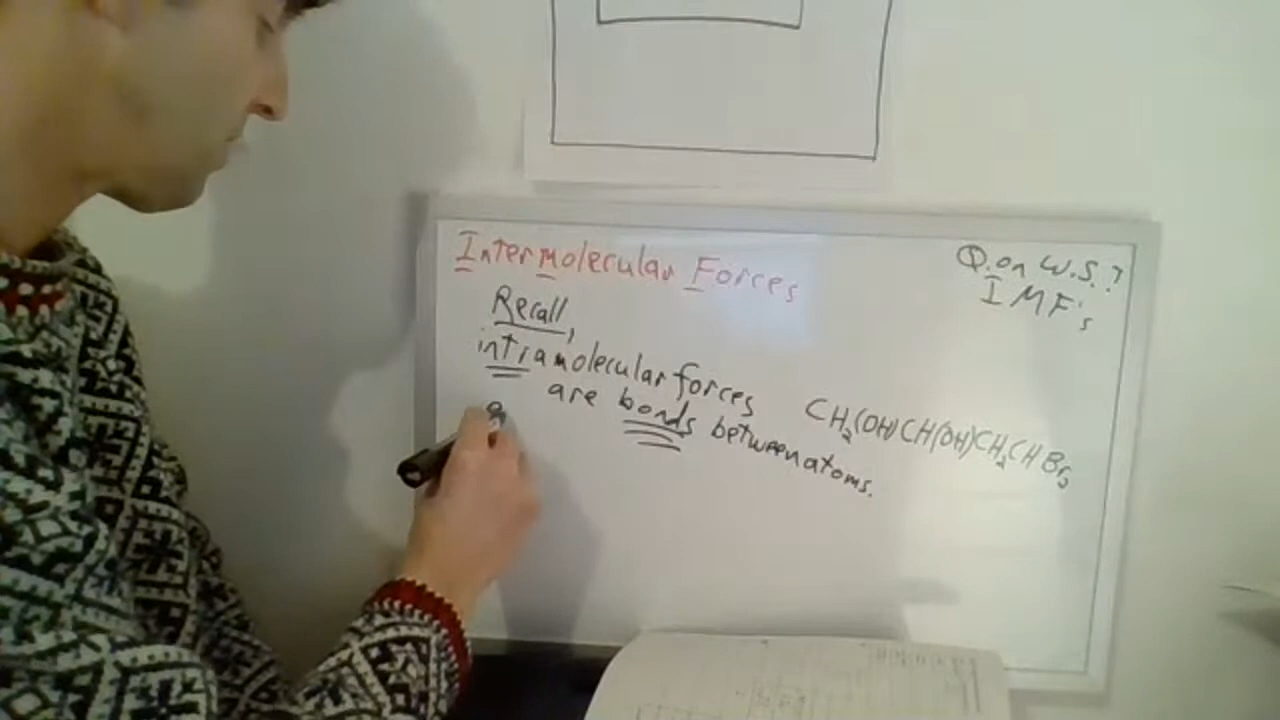 Intermolecular Forces
Q. on W.S.?
IMF's
Recall,
intramolecular forces
are bonds between atoms.
CH₂(OH)CH(OH)CH₂CHBr₂